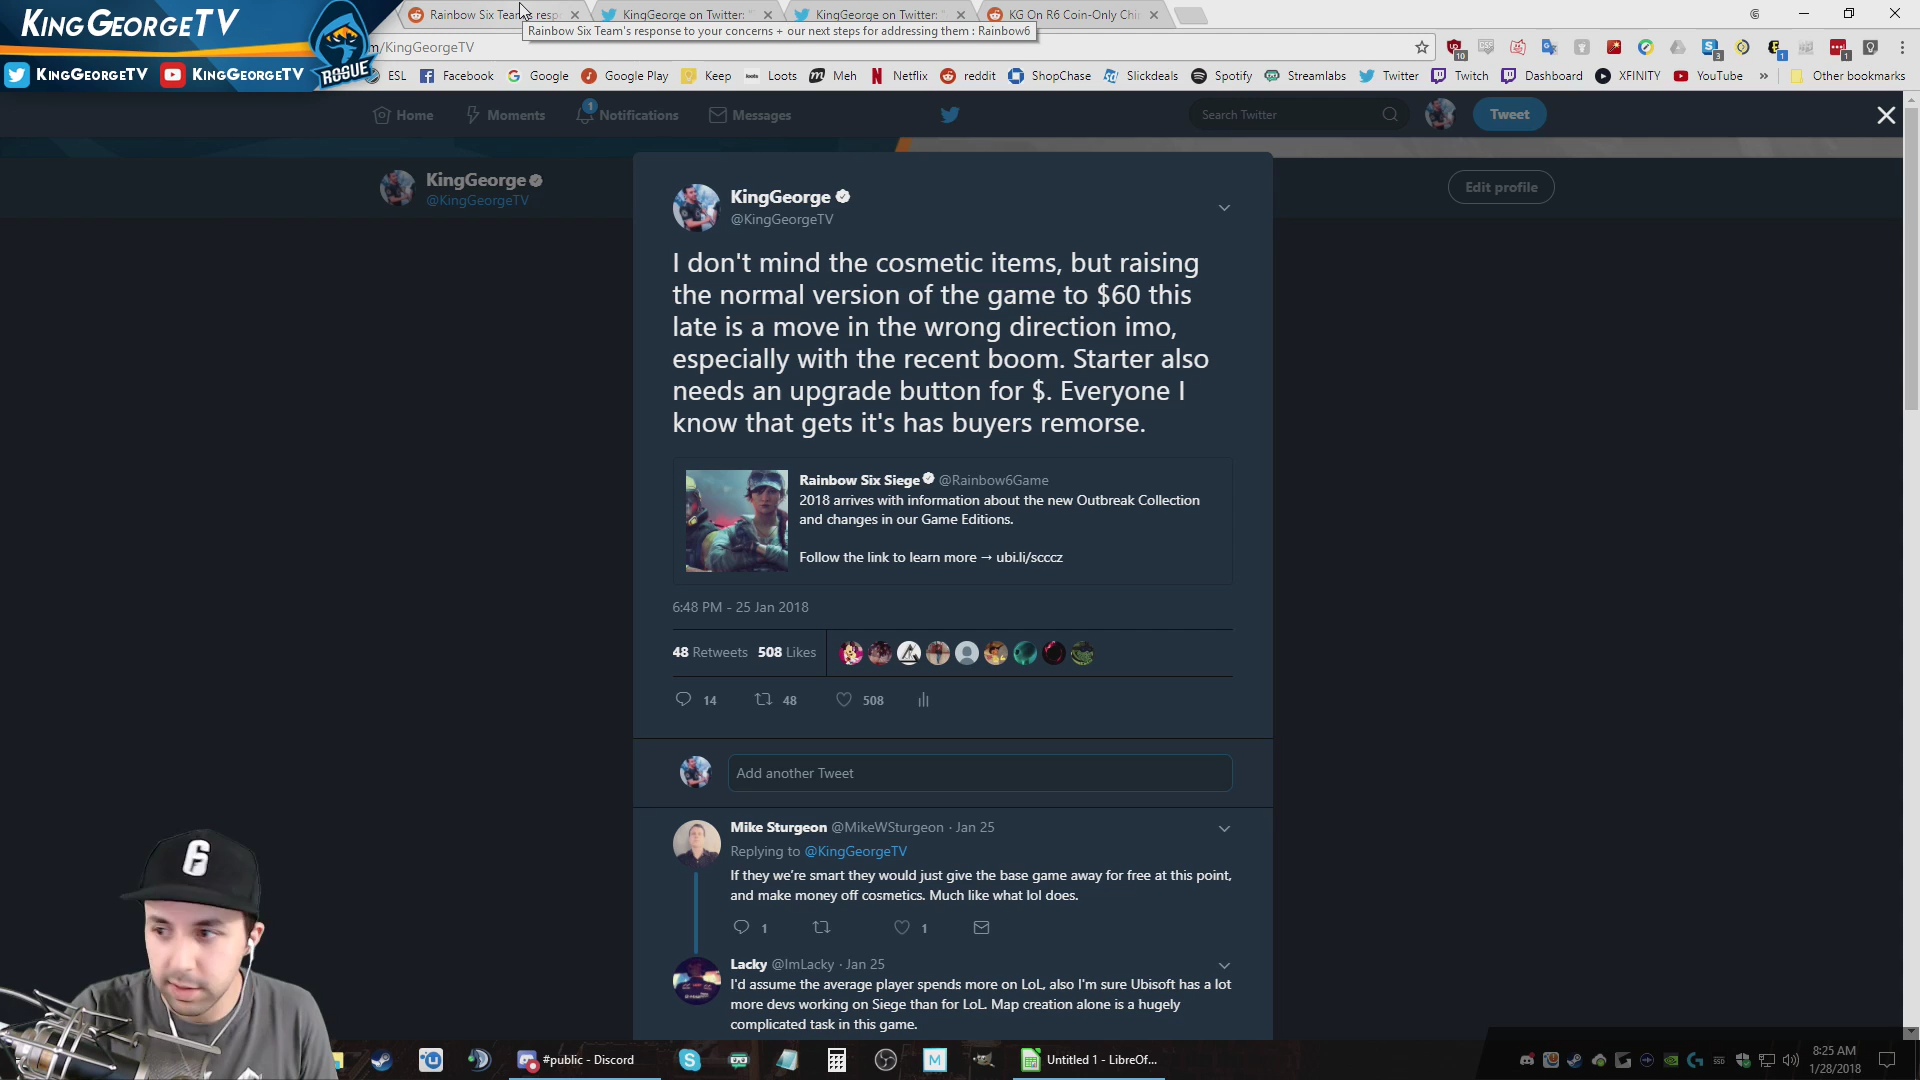 KINGGEORGETV
KINGGEORGETV KINGGEORGETV
ROGUE
Rainbow Six Team's resp
KingGeorge on Twitter: "
KingGeorge on Twitter: "
KG On R6 Coin-Only Chi
Rainbow Six Team's response to your concerns + our next steps for addressing them : Rainbow6
m/KingGeorgeTV
ESL Facebook Google Google Play Keep Loots Meh Netflix reddit ShopChase Slickdeals Spotify Streamlabs Twitter Twitch Dashboard XFINITY YouTube » Other bookmarks
Home Moments Notifications Messages Search Twitter Tweet
KingGeorge
@KingGeorgeTV
Edit profile
KingGeorge
@KingGeorgeTV
I don't mind the cosmetic items, but raising
the normal version of the game to $60 this
late is a move in the wrong direction imo,
especially with the recent boom. Starter also
needs an upgrade button for $. Everyone I
know that gets it's has buyers remorse.
Rainbow Six Siege @Rainbow6Game
2018 arrives with information about the new Outbreak Collection
and changes in our Game Editions.
Follow the link to learn more → ubi.li/scccz
6:48 PM - 25 Jan 2018
48 Retweets 508 Likes
14 48 508
Add another Tweet
Mike Sturgeon @MikeWSturgeon · Jan 25
Replying to @KingGeorgeTV
If they we're smart they would just give the base game away for free at this point,
and make money off cosmetics. Much like what lol does.
1 1
Lacky @ImLacky · Jan 25
I'd assume the average player spends more on LoL, also I'm sure Ubisoft has a lot
more devs working on Siege than for LoL. Map creation alone is a hugely
complicated task in this game.
#public - Discord
Untitled 1 - LibreOf...
8:25 AM
1/28/2018